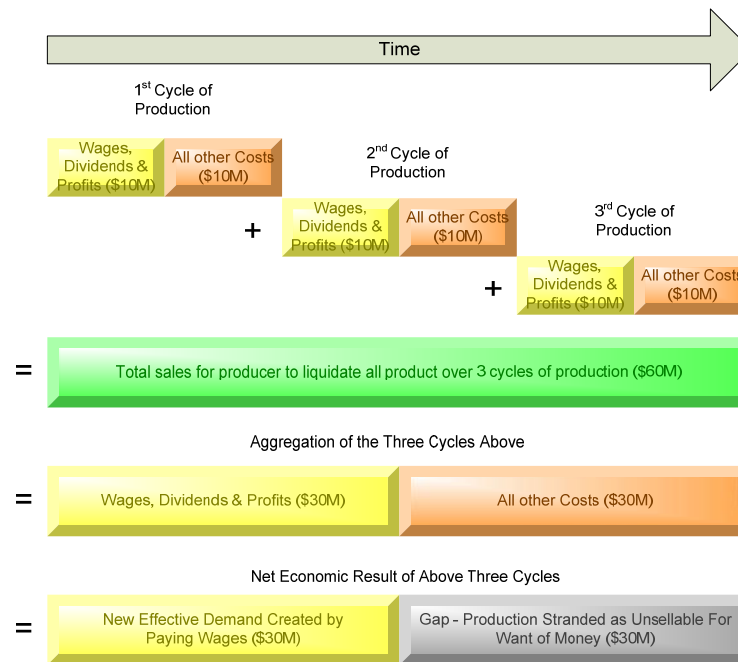 Time
1st Cycle of
Production
Wages,
Dividends &
Profits ($10M)
All other Costs
($10M)
2nd Cycle of
Production
+
Wages,
Dividends &
Profits ($10M)
All other Costs
($10M)
3rd Cycle of
Production
+
Wages,
Dividends &
Profits ($10M)
All other Costs
($10M)
=
Total sales for producer to liquidate all product over 3 cycles of production ($60M)
Aggregation of the Three Cycles Above
=
Wages, Dividends & Profits ($30M)
All other Costs ($30M)
Net Economic Result of Above Three Cycles
=
New Effective Demand Created by
Paying Wages ($30M)
Gap - Production Stranded as Unsellable For
Want of Money ($30M)